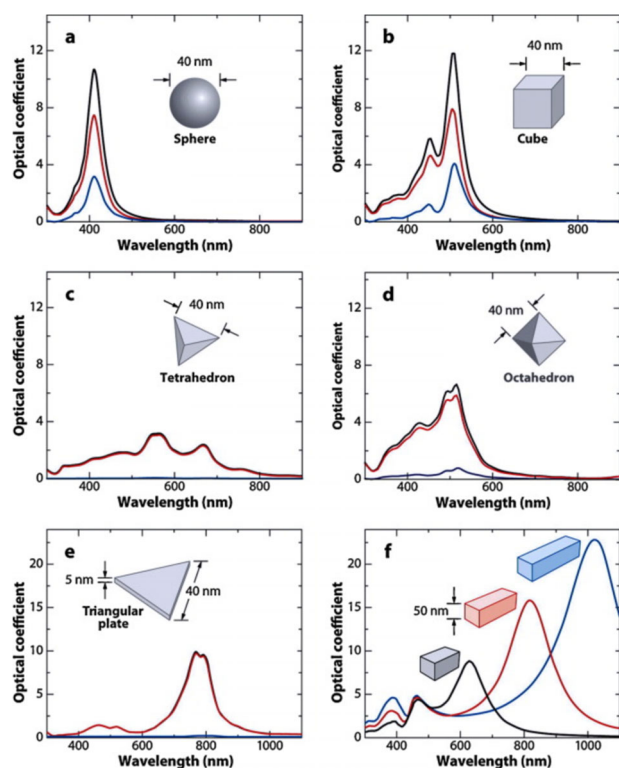 a
40 nm
Sphere
Optical coefficient
12
8
4
0
400 600 800
Wavelength (nm)
b
40 nm
Cube
Optical coefficient
12
8
4
0
400 600 800
Wavelength (nm)
c
40 nm
Tetrahedron
Optical coefficient
12
8
4
0
400 600 800
Wavelength (nm)
d
40 nm
Octahedron
Optical coefficient
12
8
4
0
400 600 800
Wavelength (nm)
e
5 nm
40 nm
Triangular
plate
Optical coefficient
20
15
10
5
0
400 600 800 1000
Wavelength (nm)
f
50 nm
Optical coefficient
20
15
10
5
0
400 600 800 1000
Wavelength (nm)